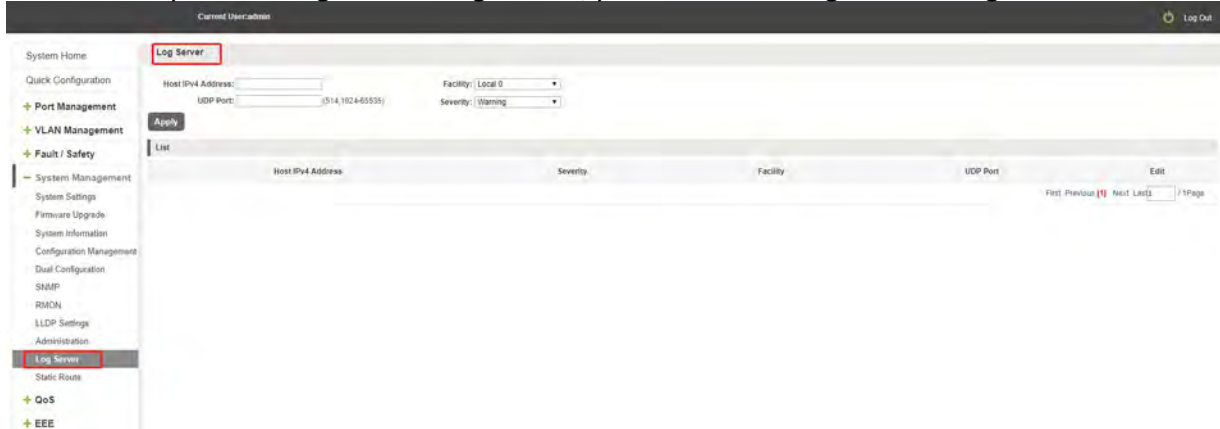 Current User:admin
Log Out
System Home
Quick Configuration
+ Port Management
+ VLAN Management
+ Fault / Safety
− System Management
System Settings
Firmware Upgrade
System Information
Configuration Management
Dual Configuration
SNMP
RMON
LLDP Settings
Administration
Log Server
Static Route
+ QoS
+ EEE
Log Server
Host IPv4 Address: Facility: Local 0
UDP Port: (514,1024-65535) Severity: Warning
Apply
List
Host IPv4 Address Severity Facility UDP Port Edit
First Previous [1] Next Last / 1Page